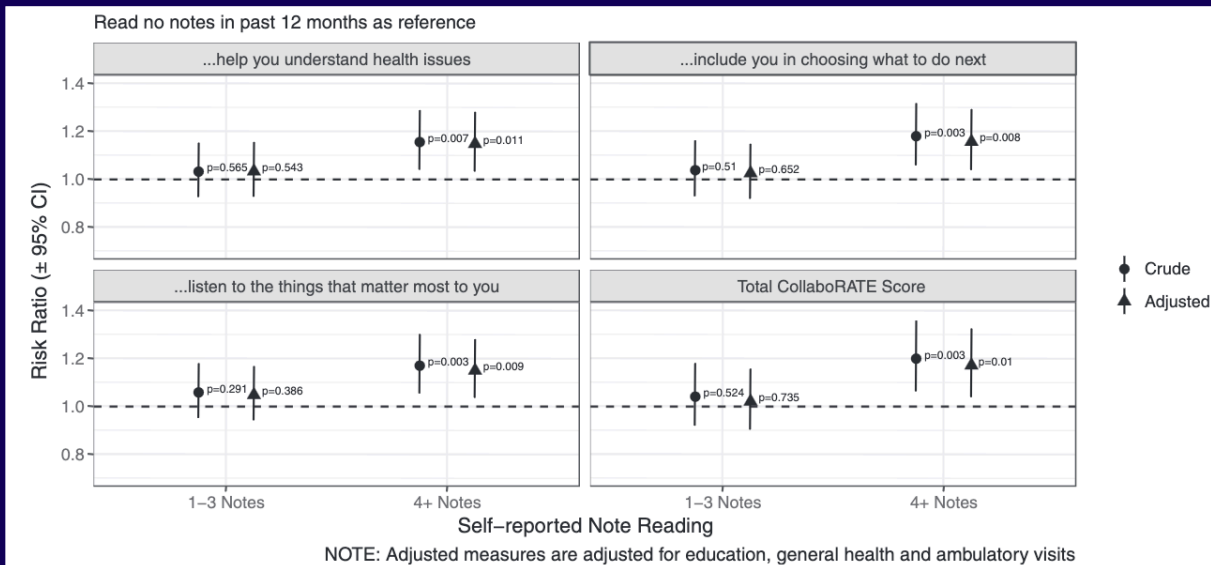 Read no notes in past 12 months as reference
...help you understand health issues
...include you in choosing what to do next
1.4
1.2
1.0
0.8
p=0.565
p=0.543
p=0.007
p=0.011
p=0.51
p=0.652
p=0.003
p=0.008
...listen to the things that matter most to you
Total CollaboRATE Score
1.4
1.2
1.0
0.8
p=0.291
p=0.386
p=0.003
p=0.009
p=0.524
p=0.735
p=0.003
p=0.01
Risk Ratio (± 95% CI)
Crude
Adjusted
1−3 Notes
4+ Notes
1−3 Notes
4+ Notes
Self−reported Note Reading
NOTE: Adjusted measures are adjusted for education, general health and ambulatory visits